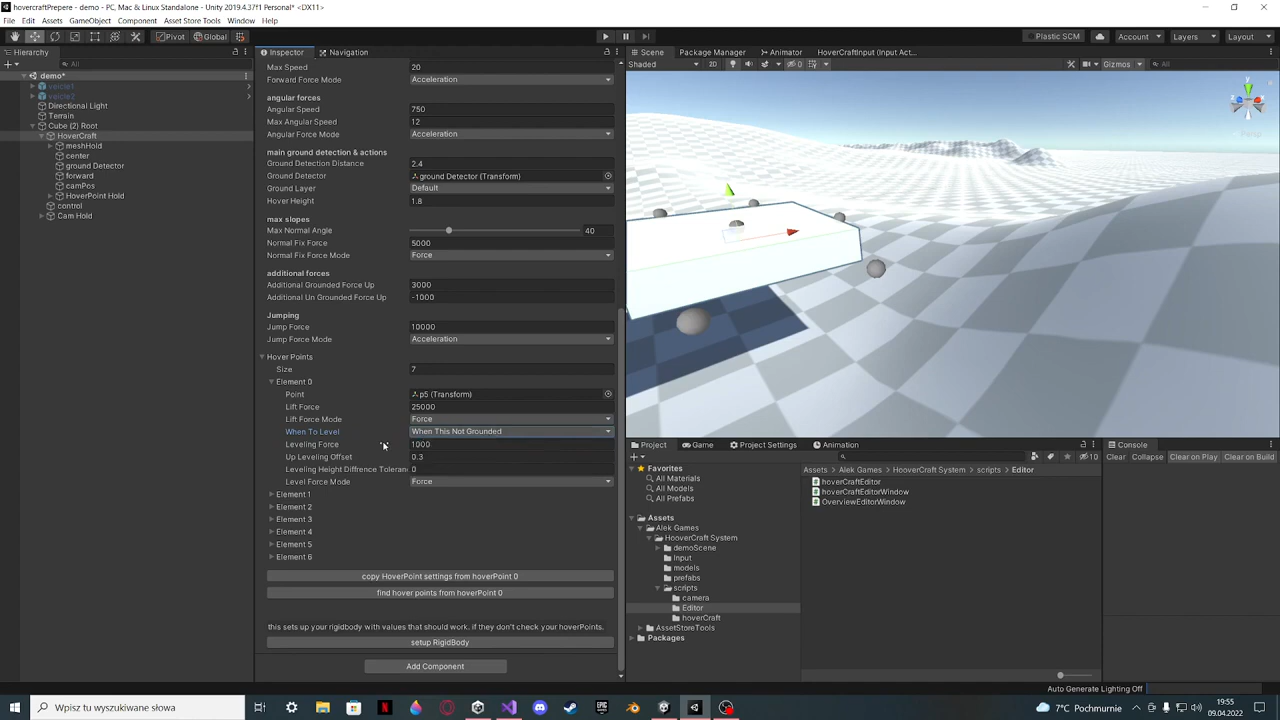 hovercraftPrepere - demo - PC, Mac & Linux Standalone - Unity 2019.4.37f1 Personal* <DX11>
File Edit Assets GameObject Component Asset Store Tools Window Help
Pivot Global Plastic SCM Account Layers Layout
Hierarchy Inspector Navigation Scene Package Manager Animator HoverCraftInput (Input Act...
All
Shaded 2D 0 Gizmos All
demo*
veicle1
veicle2
Directional Light
Terrain
Cube (2) Root
HoverCraft
meshHold
center
ground Detector
forward
camPos
HoverPoint Hold
control
Cam Hold
Max Speed 20
Forward Force Mode Acceleration
angular forces
Angular Speed 750
Max Angular Speed 12
Angular Force Mode Acceleration
main ground detection & actions
Ground Detection Distance 2.4
Ground Detector ground Detector (Transform)
Ground Layer Default
Hover Height 1.8
max slopes
Max Normal Angle 40
Normal Fix Force 5000
Normal Fix Force Mode Force
additional forces
Additional Grounded Force Up 3000
Additional Un Grounded Force Up -1000
Jumping
Jump Force 10000
Jump Force Mode Acceleration
Hover Points
Size 7
Element 0
Point p5 (Transform)
Lift Force 25000
Lift Force Mode Force
When To Level When This Not Grounded
Leveling Force 1000
Up Leveling Offset 0.3
Leveling Height Diffrence Toleran 0
Level Force Mode Force
Element 1
Element 2
Element 3
Element 4
Element 5
Element 6
copy HoverPoint settings from hoverPoint 0
find hover points from hoverPoint 0
this sets up your rigidbody with values that should work. if they don't check your hoverPoints.
setup RigidBody
Add Component
y
z
Persp
Project Game Project Settings Animation Console
10 Clear Collapse Clear on Play Clear on Build
Favorites
All Materials
All Models
All Prefabs
Assets
Alek Games
HooverCraft System
demoScene
Input
models
prefabs
scripts
camera
Editor
hoverCraft
AssetStoreTools
Packages
Assets Alek Games HooverCraft System scripts Editor
hoverCraftEditor
hoverCraftEditorWindow
OverviewEditorWindow
Auto Generate Lighting Off
Wpisz tu wyszukiwane słowa
7°C Pochmurnie
19:55
09.04.2022